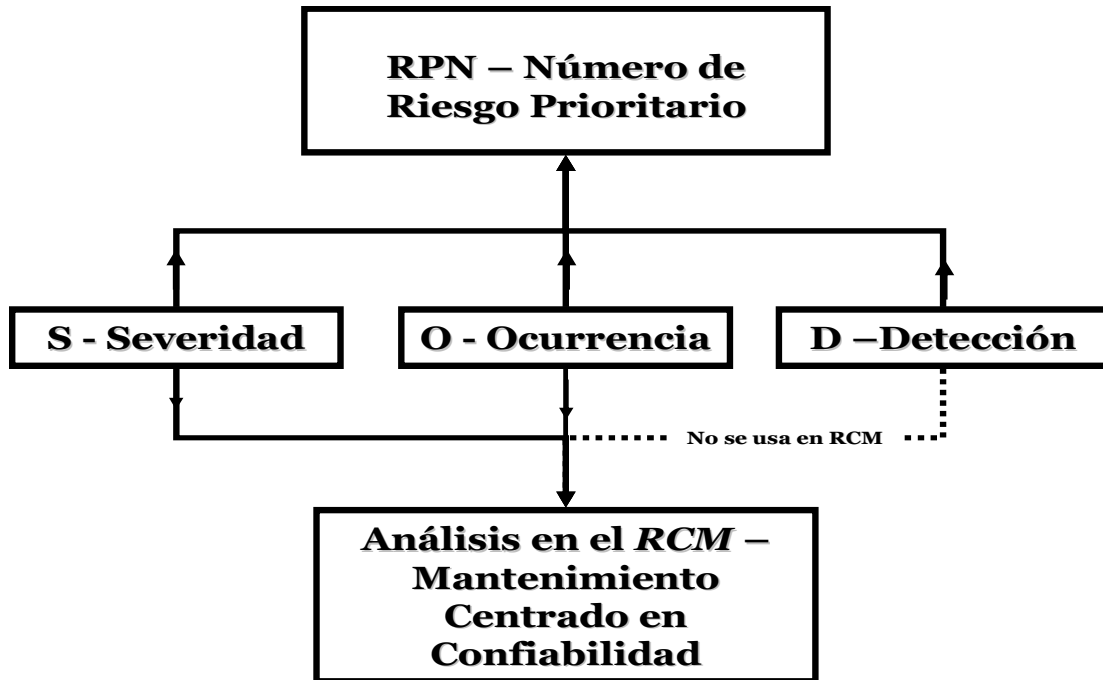 RPN – Número de
Riesgo Prioritario
S - Severidad
O - Ocurrencia
D –Detección
No se usa en RCM
Análisis en el RCM –
Mantenimiento
Centrado en
Confiabilidad